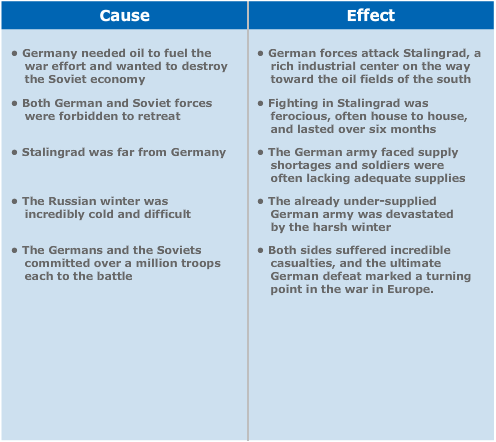 Cause
Effect
• Germany needed oil to fuel the
war effort and wanted to destroy
the Soviet economy
• German forces attack Stalingrad, a
rich industrial center on the way
toward the oil fields of the south
• Both German and Soviet forces
were forbidden to retreat
• Fighting in Stalingrad was
ferocious, often house to house,
and lasted over six months
• Stalingrad was far from Germany
• The German army faced supply
shortages and soldiers were
often lacking adequate supplies
• The Russian winter was
incredibly cold and difficult
• The already under-supplied
German army was devastated
by the harsh winter
• The Germans and the Soviets
committed over a million troops
each to the battle
• Both sides suffered incredible
casualties, and the ultimate
German defeat marked a turning
point in the war in Europe.